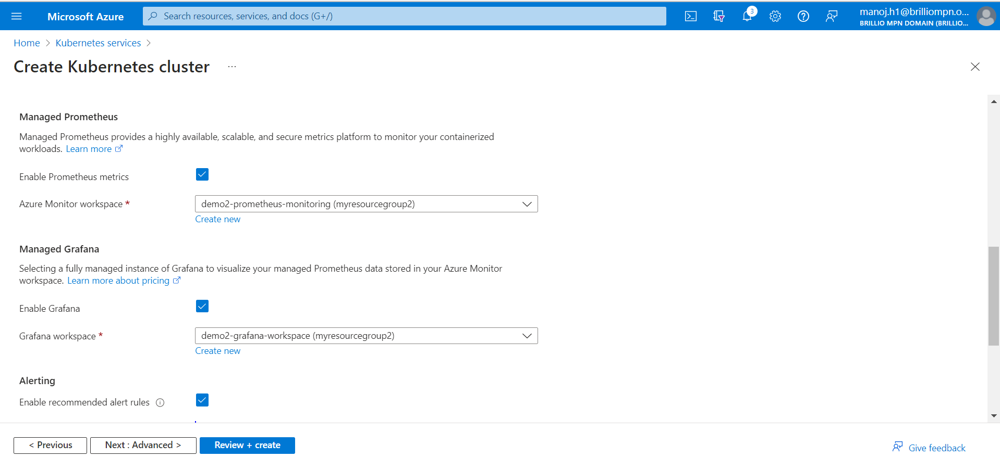 Microsoft Azure
Search resources, services, and docs (G+/)
3
manoj.h1@brilliompn.o...
BRILLIO MPN DOMAIN (BRILLIO...
Home > Kubernetes services >
Create Kubernetes cluster ...
Managed Prometheus
Managed Prometheus provides a highly available, scalable, and secure metrics platform to monitor your containerized
workloads. Learn more
Enable Prometheus metrics
Azure Monitor workspace *
demo2-prometheus-monitoring (myresourcegroup2)
Create new
Managed Grafana
Selecting a fully managed instance of Grafana to visualize your managed Prometheus data stored in your Azure Monitor
workspace. Learn more about pricing
Enable Grafana
Grafana workspace *
demo2-grafana-workspace (myresourcegroup2)
Create new
Alerting
Enable recommended alert rules
< Previous
Next : Advanced >
Review + create
Give feedback